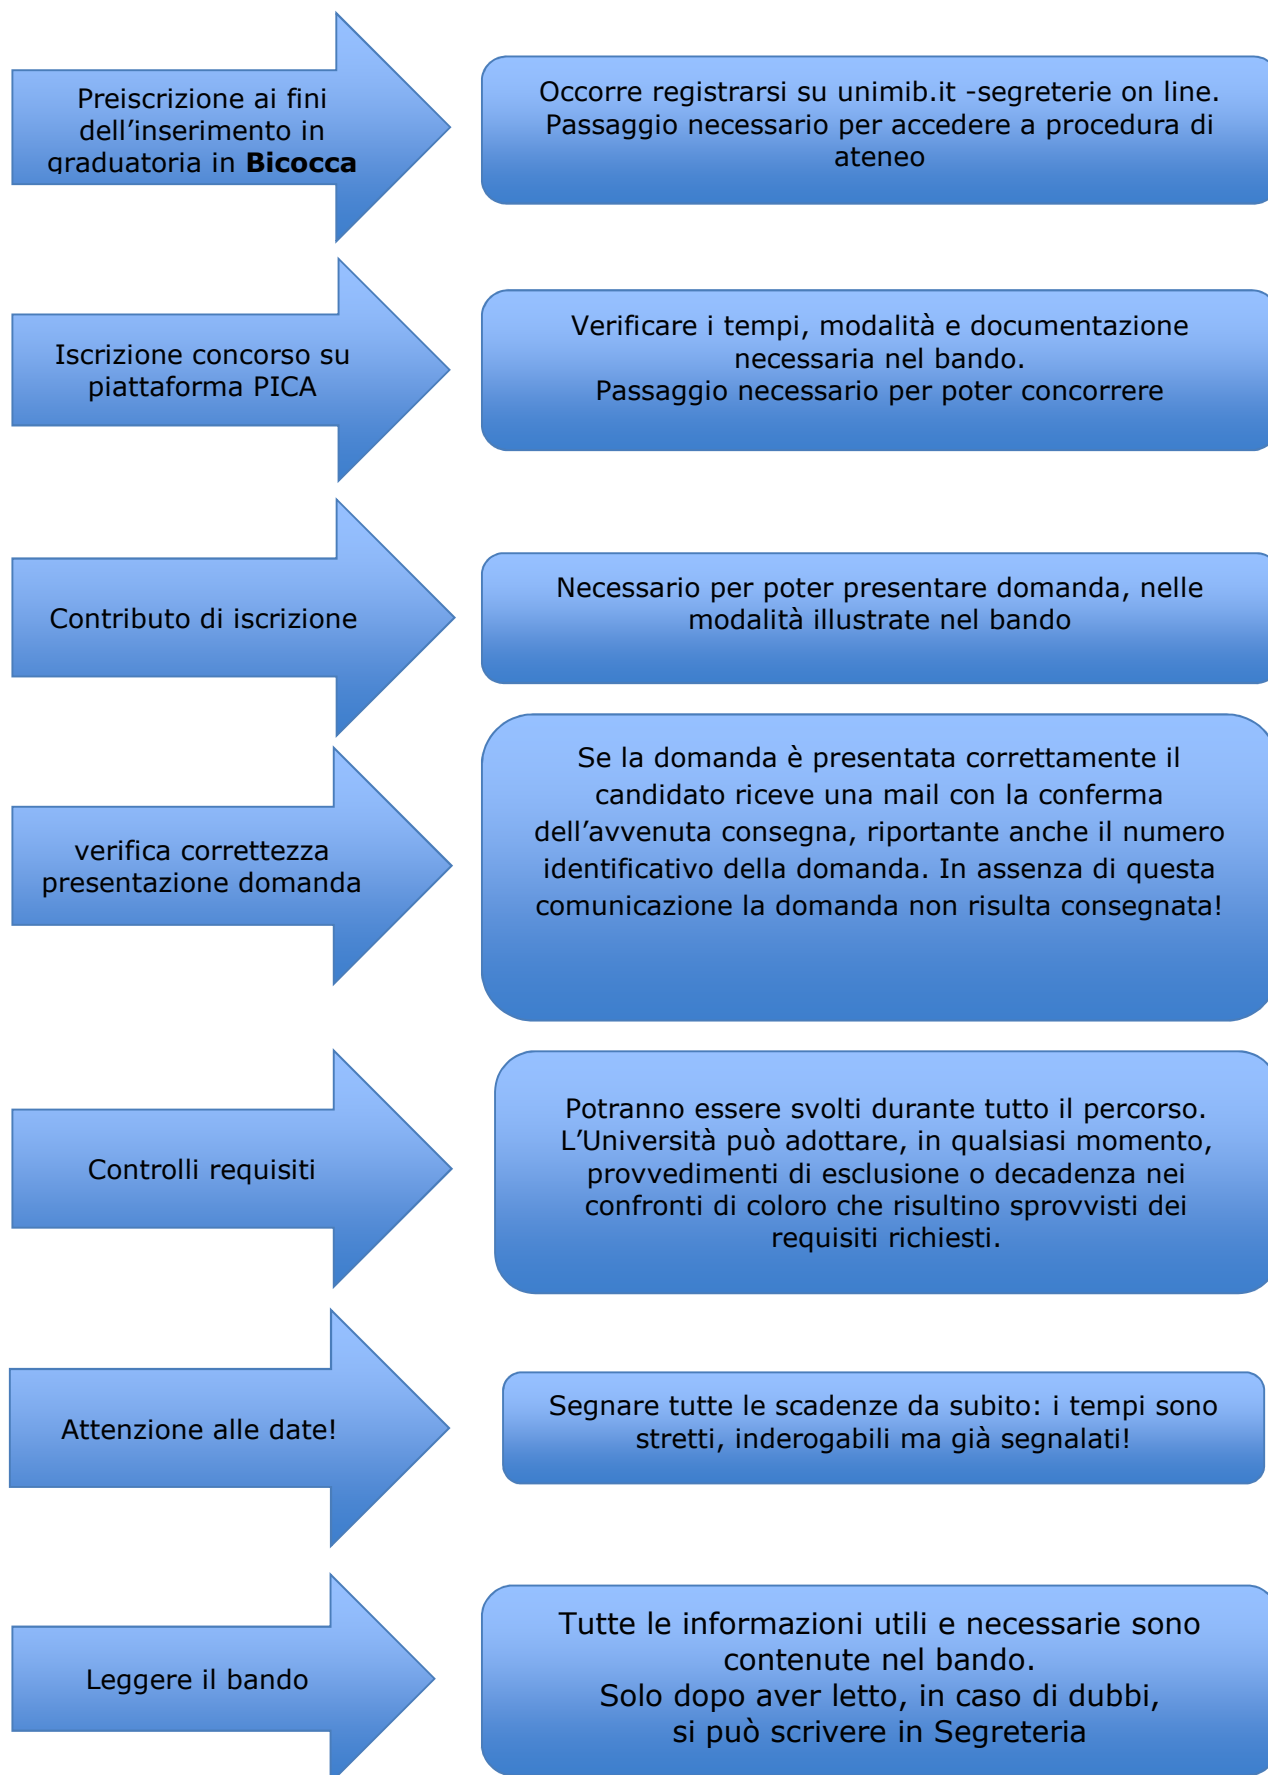 Preiscrizione ai fini
dell’inserimento in
graduatoria in Bicocca
Occorre registrarsi su unimib.it -segreterie on line.
Passaggio necessario per accedere a procedura di
ateneo
Iscrizione concorso su
piattaforma PICA
Verificare i tempi, modalità e documentazione
necessaria nel bando.
Passaggio necessario per poter concorrere
Contributo di iscrizione
Necessario per poter presentare domanda, nelle
modalità illustrate nel bando
verifica correttezza
presentazione domanda
Se la domanda è presentata correttamente il
candidato riceve una mail con la conferma
dell’avvenuta consegna, riportante anche il numero
identificativo della domanda. In assenza di questa
comunicazione la domanda non risulta consegnata!
Controlli requisiti
Potranno essere svolti durante tutto il percorso.
L’Università può adottare, in qualsiasi momento,
provvedimenti di esclusione o decadenza nei
confronti di coloro che risultino sprovvisti dei
requisiti richiesti.
Attenzione alle date!
Segnare tutte le scadenze da subito: i tempi sono
stretti, inderogabili ma già segnalati!
Leggere il bando
Tutte le informazioni utili e necessarie sono
contenute nel bando.
Solo dopo aver letto, in caso di dubbi,
si può scrivere in Segreteria